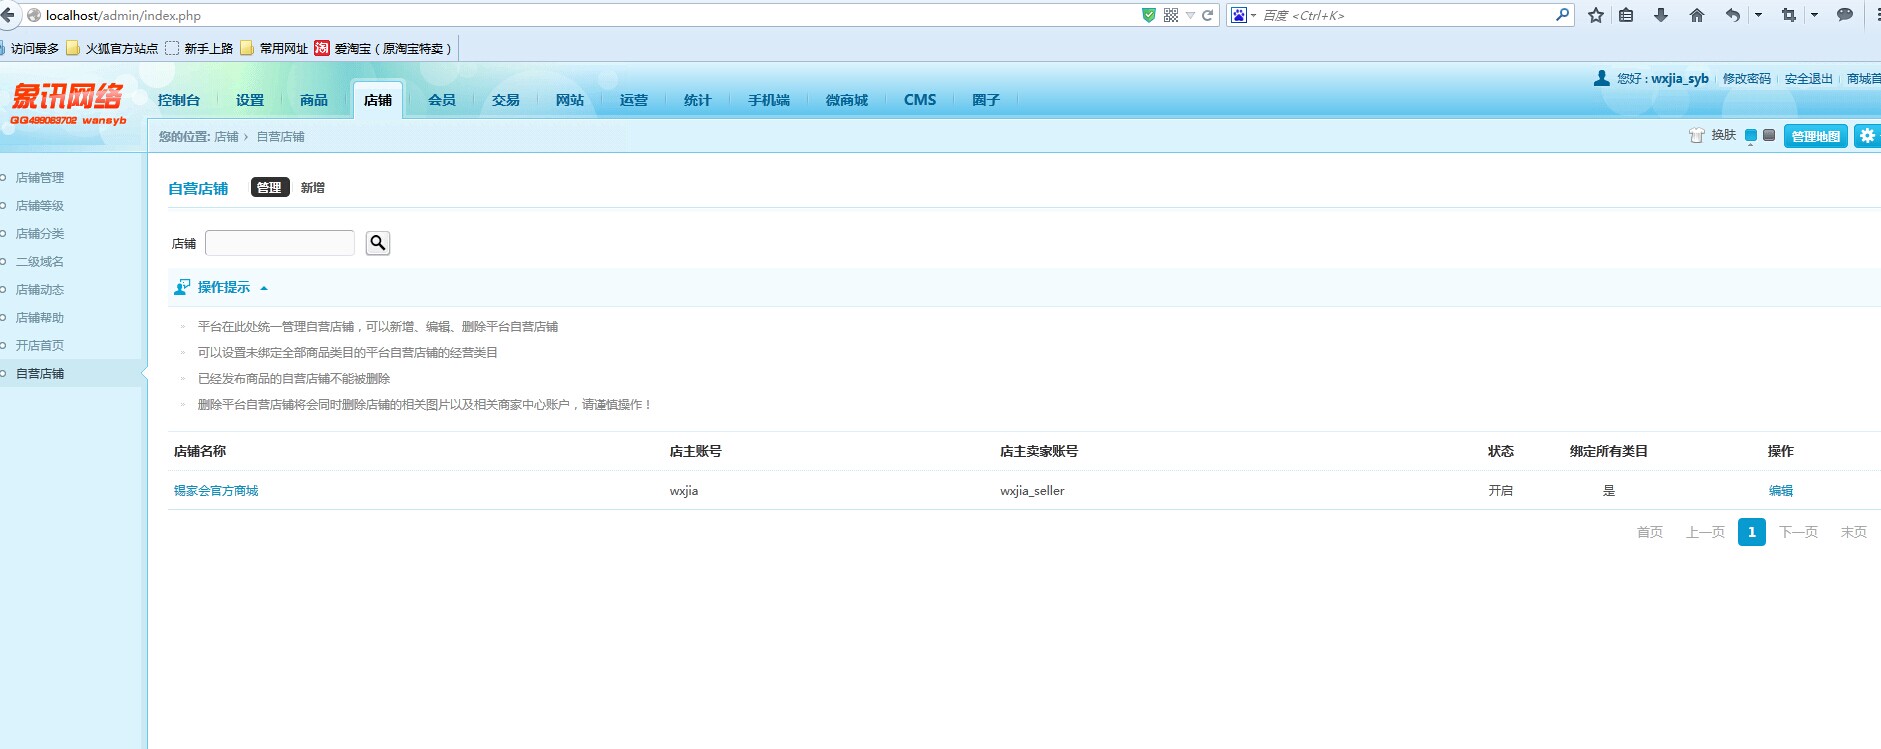 localhost/admin/index.php
百度 <Ctrl+K>
访问最多 火狐官方站点 新手上路 常用网址 淘 爱淘宝（原淘宝特卖）
象讯网络
QQ499063702 wansyb
控制台 设置 商品 店铺 会员 交易 网站 运营 统计 手机端 微商城 CMS 圈子
您好 : wxjia_syb 修改密码 安全退出 商城首
您的位置: 店铺 › 自营店铺
换肤 管理地图
店铺管理
店铺等级
店铺分类
二级域名
店铺动态
店铺帮助
开店首页
自营店铺
自营店铺 管理 新增
店铺
操作提示
平台在此处统一管理自营店铺，可以新增、编辑、删除平台自营店铺
可以设置未绑定全部商品类目的平台自营店铺的经营类目
已经发布商品的自营店铺不能被删除
删除平台自营店铺将会同时删除店铺的相关图片以及相关商家中心账户，请谨慎操作！
店铺名称 店主账号 店主卖家账号 状态 绑定所有类目 操作
锡家会官方商城 wxjia wxjia_seller 开启 是 编辑
首页 上一页 1 下一页 末页